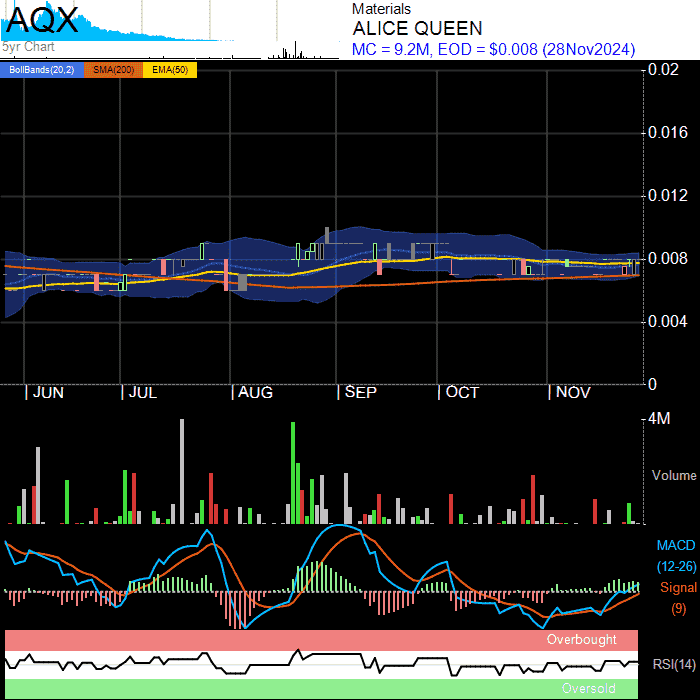 AQX
5yr Chart
Materials
ALICE QUEEN
MC = 9.2M, EOD = $0.008 (28Nov2024)
BollBands(20,2) SMA(200) EMA(50)
0.02
0.016
0.012
0.008
0.004
0
JUN JUL AUG SEP OCT NOV
4M
Volume
MACD
(12-26)
Signal
(9)
Overbought
RSI(14)
Oversold